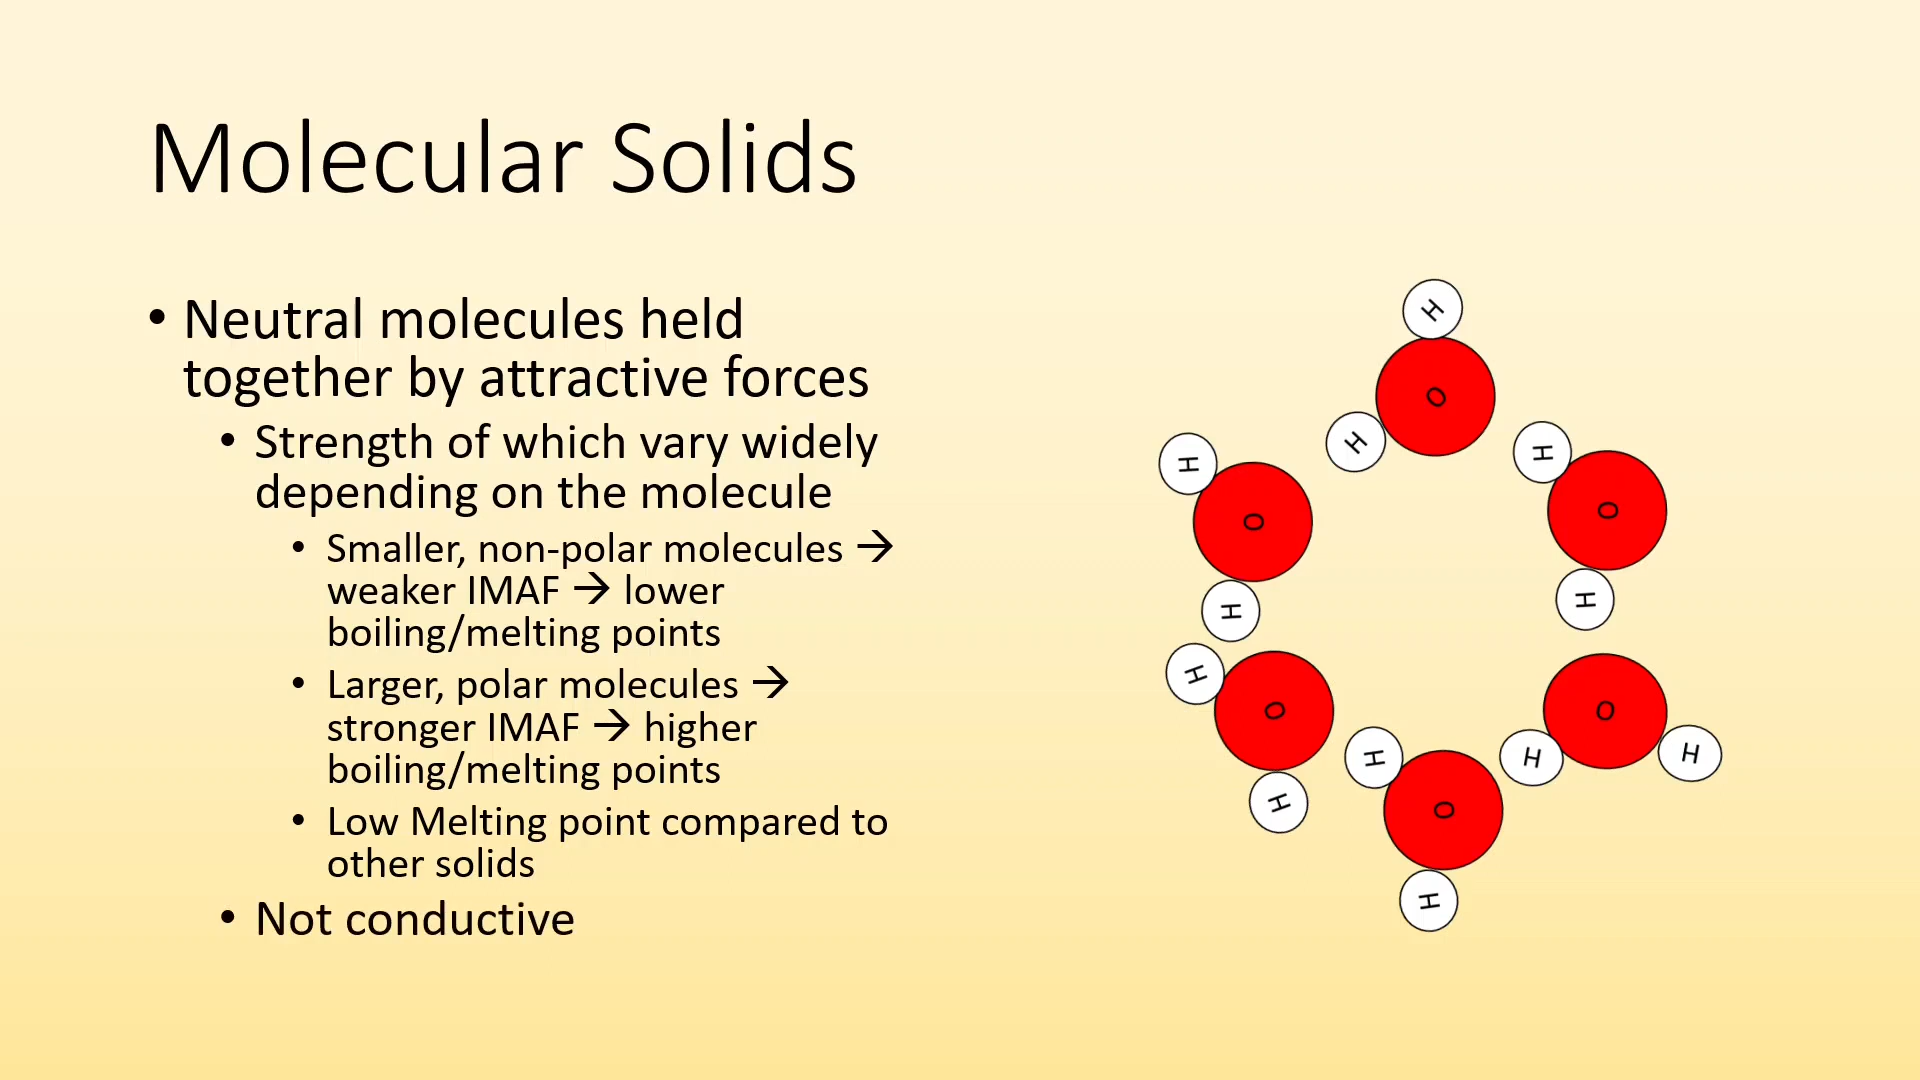 Molecular Solids
• Neutral molecules held
together by attractive forces
• Strength of which vary widely
depending on the molecule
• Smaller, non-polar molecules →
weaker IMAF → lower
boiling/melting points
• Larger, polar molecules →
stronger IMAF → higher
boiling/melting points
• Low Melting point compared to
other solids
• Not conductive
H
O
H
H
O
H
H
O
H
H
O
H
H
O
H
H
O
H